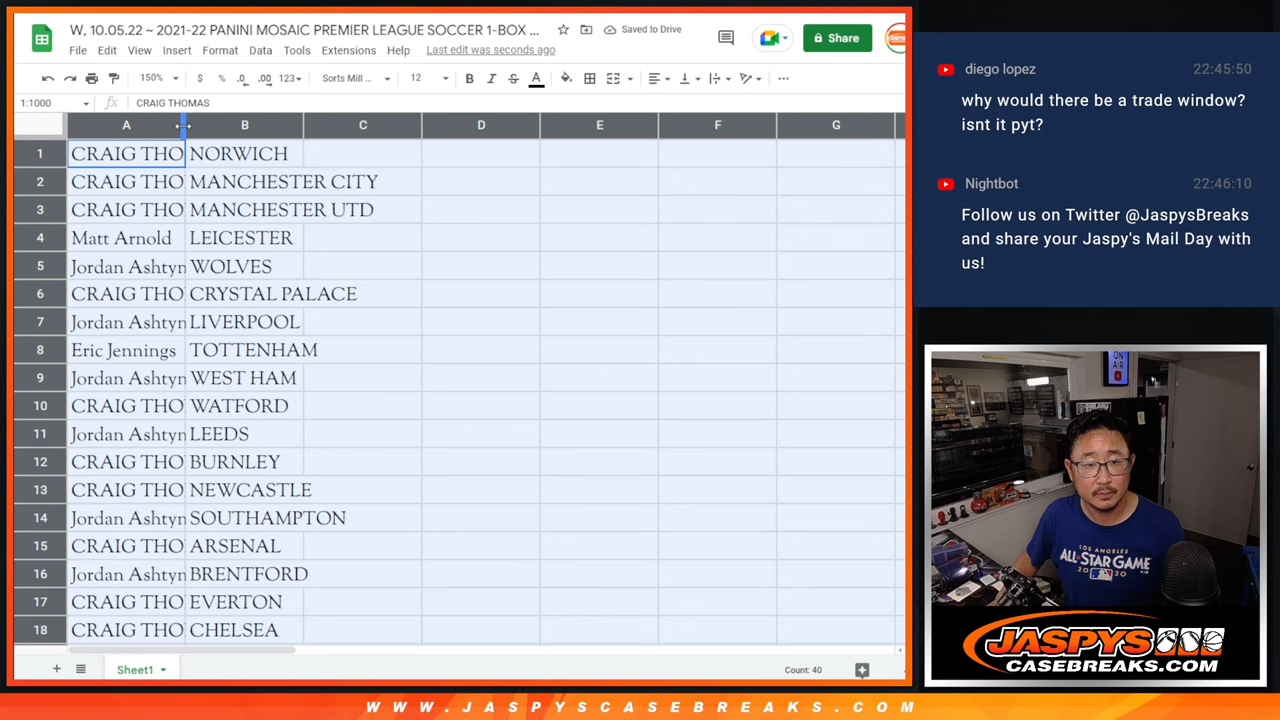 W, 10.05.22 ~ 2021-22 PANINI MOSAIC PREMIER LEAGUE SOCCER 1-BOX ...
Saved to Drive
Share
File Edit View Insert Format Data Tools Extensions Help Last edit was seconds ago
150% $ % .0 .00 123 Sorts Mill ... 12 B I S A
1:1000 fx CRAIG THOMAS
A B C D E F G
1 CRAIG THO NORWICH
2 CRAIG THO MANCHESTER CITY
3 CRAIG THO MANCHESTER UTD
4 Matt Arnold LEICESTER
5 Jordan Ashtyn WOLVES
6 CRAIG THO CRYSTAL PALACE
7 Jordan Ashtyn LIVERPOOL
8 Eric Jennings TOTTENHAM
9 Jordan Ashtyn WEST HAM
10 CRAIG THO WATFORD
11 Jordan Ashtyn LEEDS
12 CRAIG THO BURNLEY
13 CRAIG THO NEWCASTLE
14 Jordan Ashtyn SOUTHAMPTON
15 CRAIG THO ARSENAL
16 Jordan Ashtyn BRENTFORD
17 CRAIG THO EVERTON
18 CRAIG THO CHELSEA
Sheet1
Count: 40
diego lopez 22:45:50
why would there be a trade window?
isnt it pyt?
Nightbot 22:46:10
Follow us on Twitter @JaspysBreaks
and share your Jaspy's Mail Day with
us!
ON
AIR
LOS ANGELES
ALL STAR GAME
2020
JASPYS
CASEBREAKS.COM
WWW.JASPYSCASEBREAKS.COM